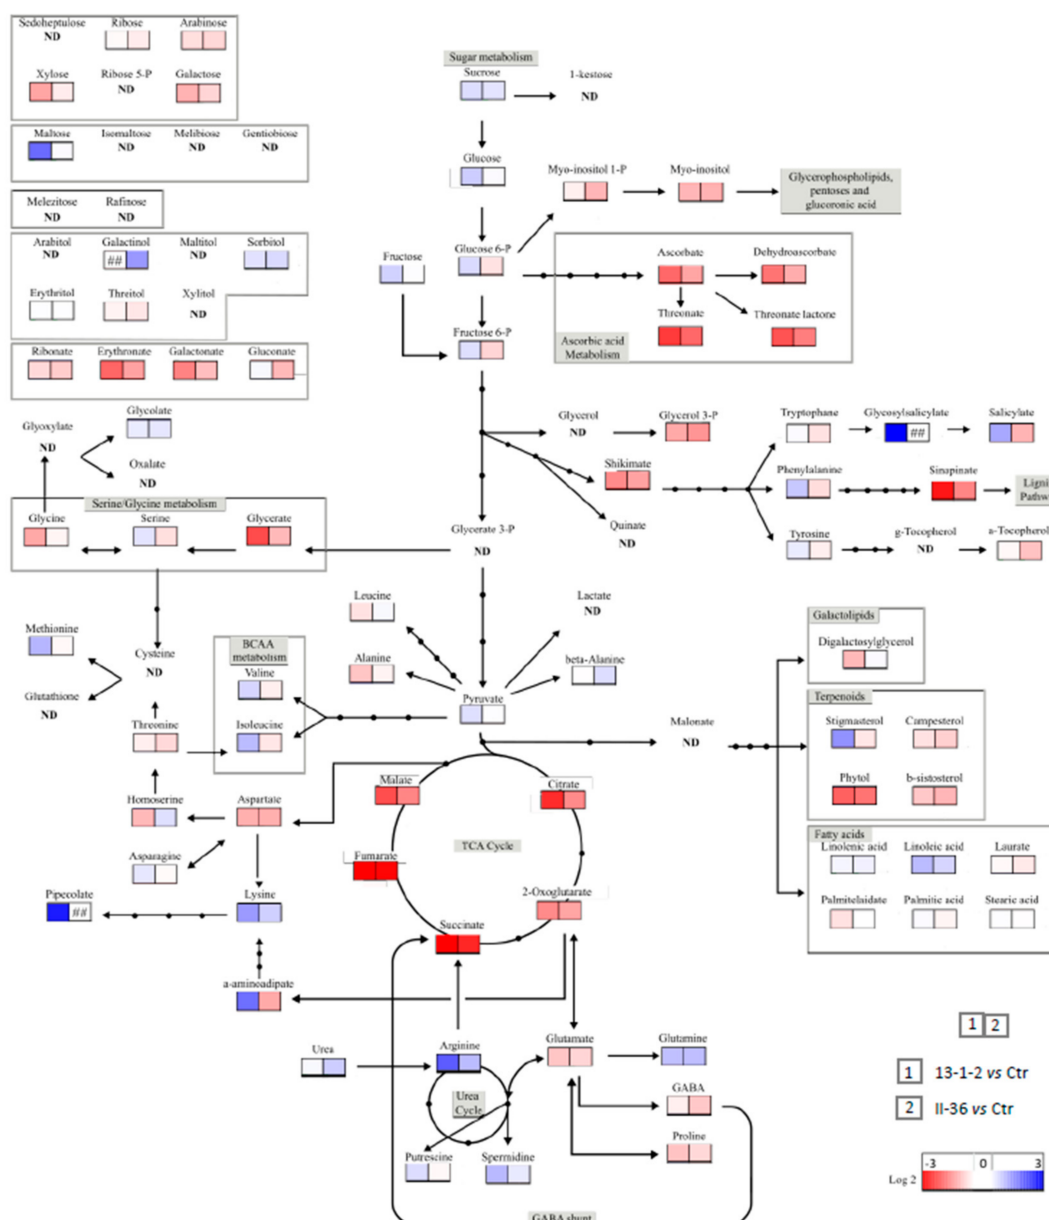 Sedoheptulose Ribose Arabinose
ND
Xylose Ribose 5-P Galactose
ND
Maltose Isomaltose Melibiose Gentiobiose
ND ND ND
Melezitose Rafinose
ND ND
Arabitol Galactinol Maltitol Sorbitol
ND ## ND
Erythritol Threitol Xylitol
ND
Ribonate Erythronate Galactonate Gluconate
Sugar metabolism
Sucrose 1-kestose
ND
Glucose
Myo-inositol 1-P Myo-inositol
Glycerophospholipids,
pentoses and
glucoronic acid
Fructose Glucose 6-P
Fructose 6-P
Ascorbate Dehydroascorbate
Threonate Threonate lactone
Ascorbic acid
Metabolism
Glyoxylate Glycolate
ND
Oxalate
ND
Serine/Glycine metabolism
Glycine Serine Glycerate
Glycerol Glycerol 3-P
ND
Shikimate
Quinate
ND
Glycerate 3-P
ND
Tryptophane Glycosylsalicylate Salicylate
##
Phenylalanine Sinapinate
Lignin
Pathw
Tyrosine g-Tocopherol a-Tocopherol
ND
Methionine
Cysteine
ND
Glutathione
ND
BCAA
metabolism
Valine
Isoleucine
Threonine
Leucine
Alanine
Lactate
ND
beta-Alanine
Pyruvate
Malonate
ND
Galactolipids
Digalactosylglycerol
Terpenoids
Stigmasterol Campesterol
Phytol b-sistosterol
Fatty acids
Linolenic acid Linoleic acid Laurate
Palmitelaidate Palmitic acid Stearic acid
Homoserine Aspartate
Asparagine
Pipecolate Lysine
##
a-aminoadipate
Malate Citrate
TCA Cycle
Fumarate
2-Oxoglutarate
Succinate
Urea Arginine
Urea
Cycle
Putrescine Spermidine
Glutamate Glutamine
GABA
Proline
GABA shunt
1 2
1 13-1-2 vs Ctr
2 II-36 vs Ctr
Log 2 -3 0 3